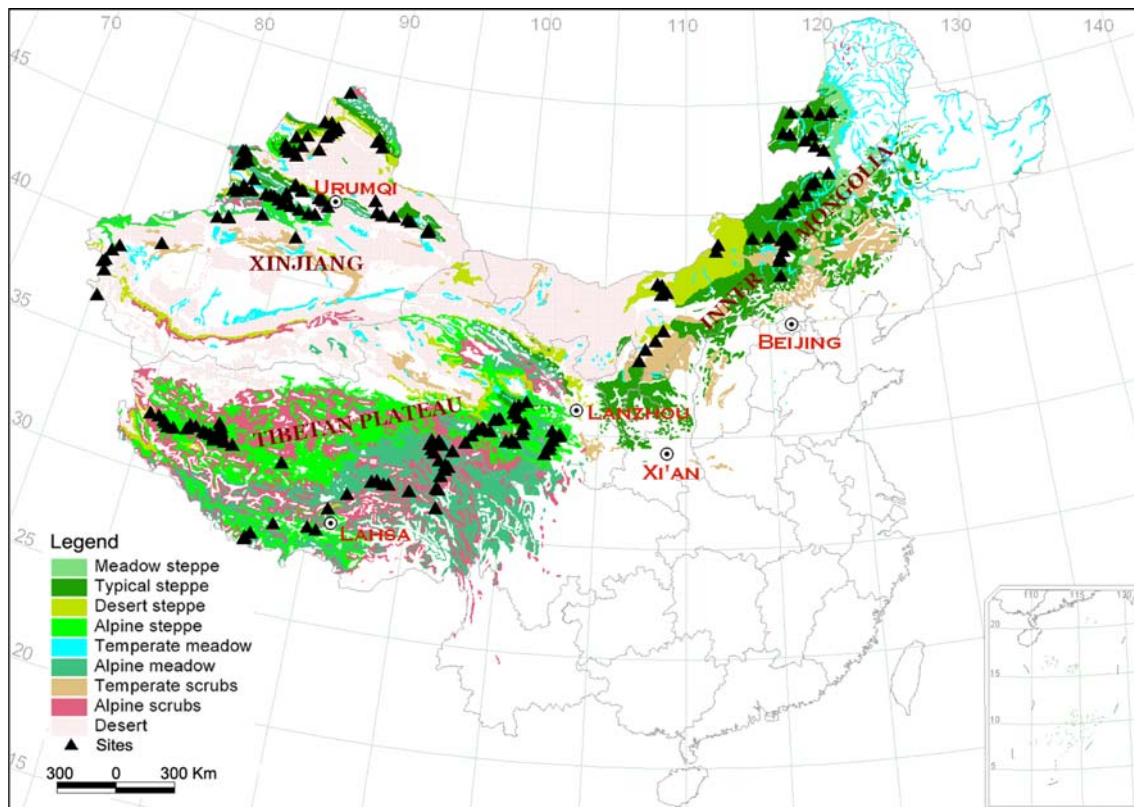 70 80 90 100 110 120 130 140
45
40
35
30
25
20
15
URUMQI
XINJIANG
INNER MONGOLIA
BEIJING
TIBETAN PLATEAU
LANZHOU
XI'AN
LAHSA
Legend
Meadow steppe
Typical steppe
Desert steppe
Alpine steppe
Temperate meadow
Alpine meadow
Temperate scrubs
Alpine scrubs
Desert
Sites
300 0 300 Km
110 115 120
20
15
10
5